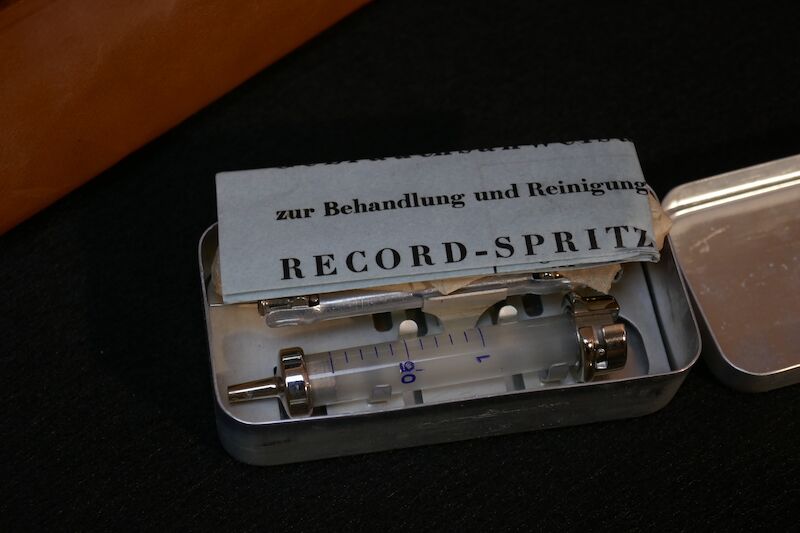 zur Behandlung und Reinigung
RECORD-SPRITZ
0,5
1